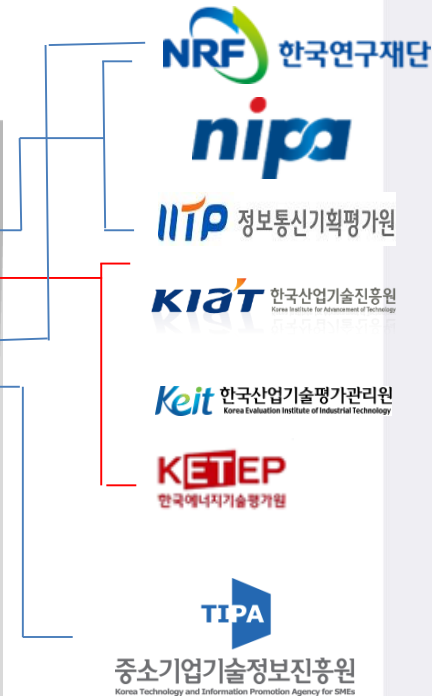 NRF 한국연구재단
nipa
IITP 정보통신기획평가원
KIAT 한국산업기술진흥원
Korea Institute for Advancement of Technology
Keit 한국산업기술평가관리원
Korea Evaluation Institute of Industrial Technology
KETEP
한국에너지기술평가원
TIPA
중소기업기술정보진흥원
Korea Technology and Information Promotion Agency for SMEs